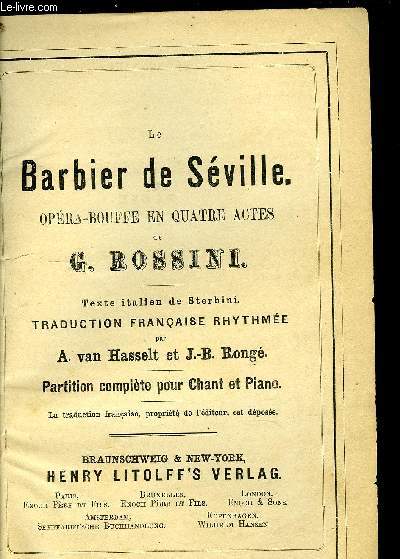 Le-Livre.com
Le
Barbier de Séville.
OPÉRA-BOUFFE EN QUATRE ACTES
DE
G. ROSSINI.
Texte italien de Sterbini.
TRADUCTION FRANÇAISE RHYTHMÉE
par
A. van Hasselt et J.-B. Rongé.
Partition complète pour Chant et Piano.
La traduction française, propriété de l'éditeur, est déposée.
BRAUNSCHWEIG & NEW-YORK,
HENRY LITOLFF'S VERLAG.
PARIS, BRUXELLES, LONDON,
ENOCH PÈRE ET FILS. ENOCH PÈRE ET FILS. ENOCH & SONS.
AMSTERDAM, KOPENHAGEN,
SEYFFARDT'SCHE BUCHHANDLUNG. WILHELM HANSEN